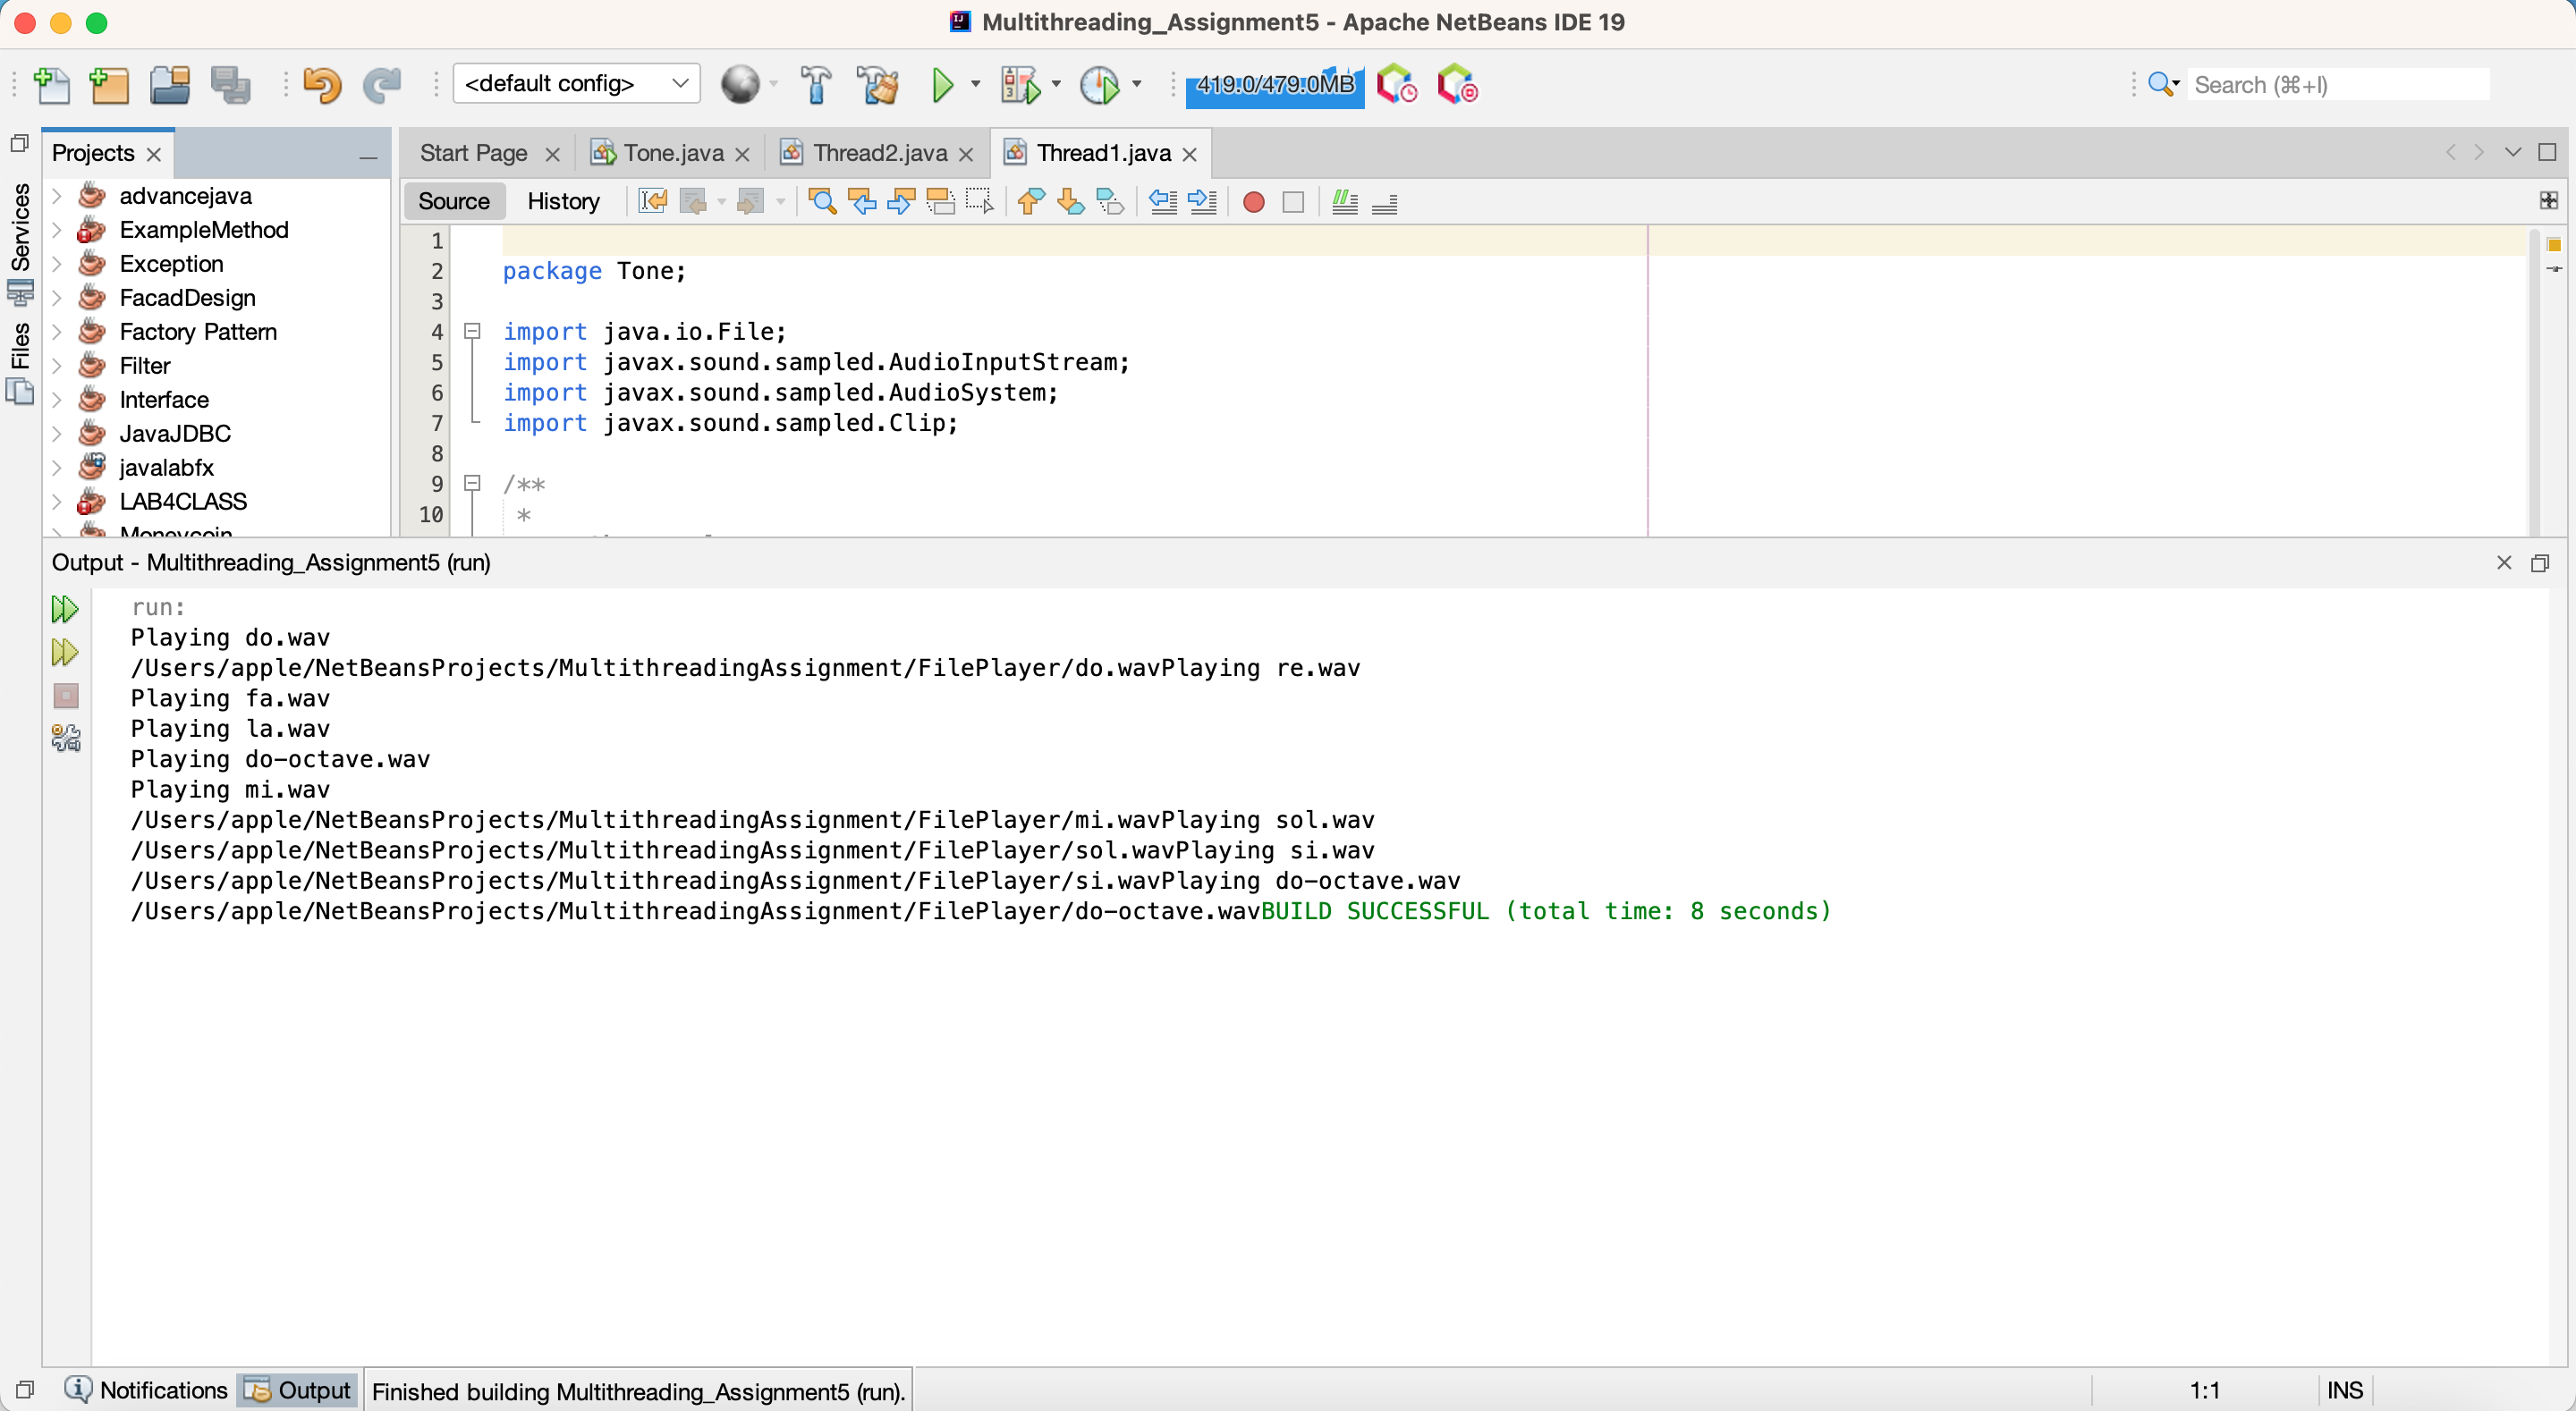 Multithreading_Assignment5 - Apache NetBeans IDE 19
<default config>
419.0/479.0MB
Search (⌘+I)
Services
Files
Projects
advancejava
ExampleMethod
Exception
FacadDesign
Factory Pattern
Filter
Interface
JavaJDBC
javalabfx
LAB4CLASS
Moneycoin
Start Page
Tone.java
Thread2.java
Thread1.java
Source History
1
2 package Tone;
3
4 import java.io.File;
5 import javax.sound.sampled.AudioInputStream;
6 import javax.sound.sampled.AudioSystem;
7 import javax.sound.sampled.Clip;
8
9 /**
10 *
Output - Multithreading_Assignment5 (run)
run:
Playing do.wav
/Users/apple/NetBeansProjects/MultithreadingAssignment/FilePlayer/do.wavPlaying re.wav
Playing fa.wav
Playing la.wav
Playing do-octave.wav
Playing mi.wav
/Users/apple/NetBeansProjects/MultithreadingAssignment/FilePlayer/mi.wavPlaying sol.wav
/Users/apple/NetBeansProjects/MultithreadingAssignment/FilePlayer/sol.wavPlaying si.wav
/Users/apple/NetBeansProjects/MultithreadingAssignment/FilePlayer/si.wavPlaying do-octave.wav
/Users/apple/NetBeansProjects/MultithreadingAssignment/FilePlayer/do-octave.wavBUILD SUCCESSFUL (total time: 8 seconds)
Notifications
Output
Finished building Multithreading_Assignment5 (run).
1:1
INS